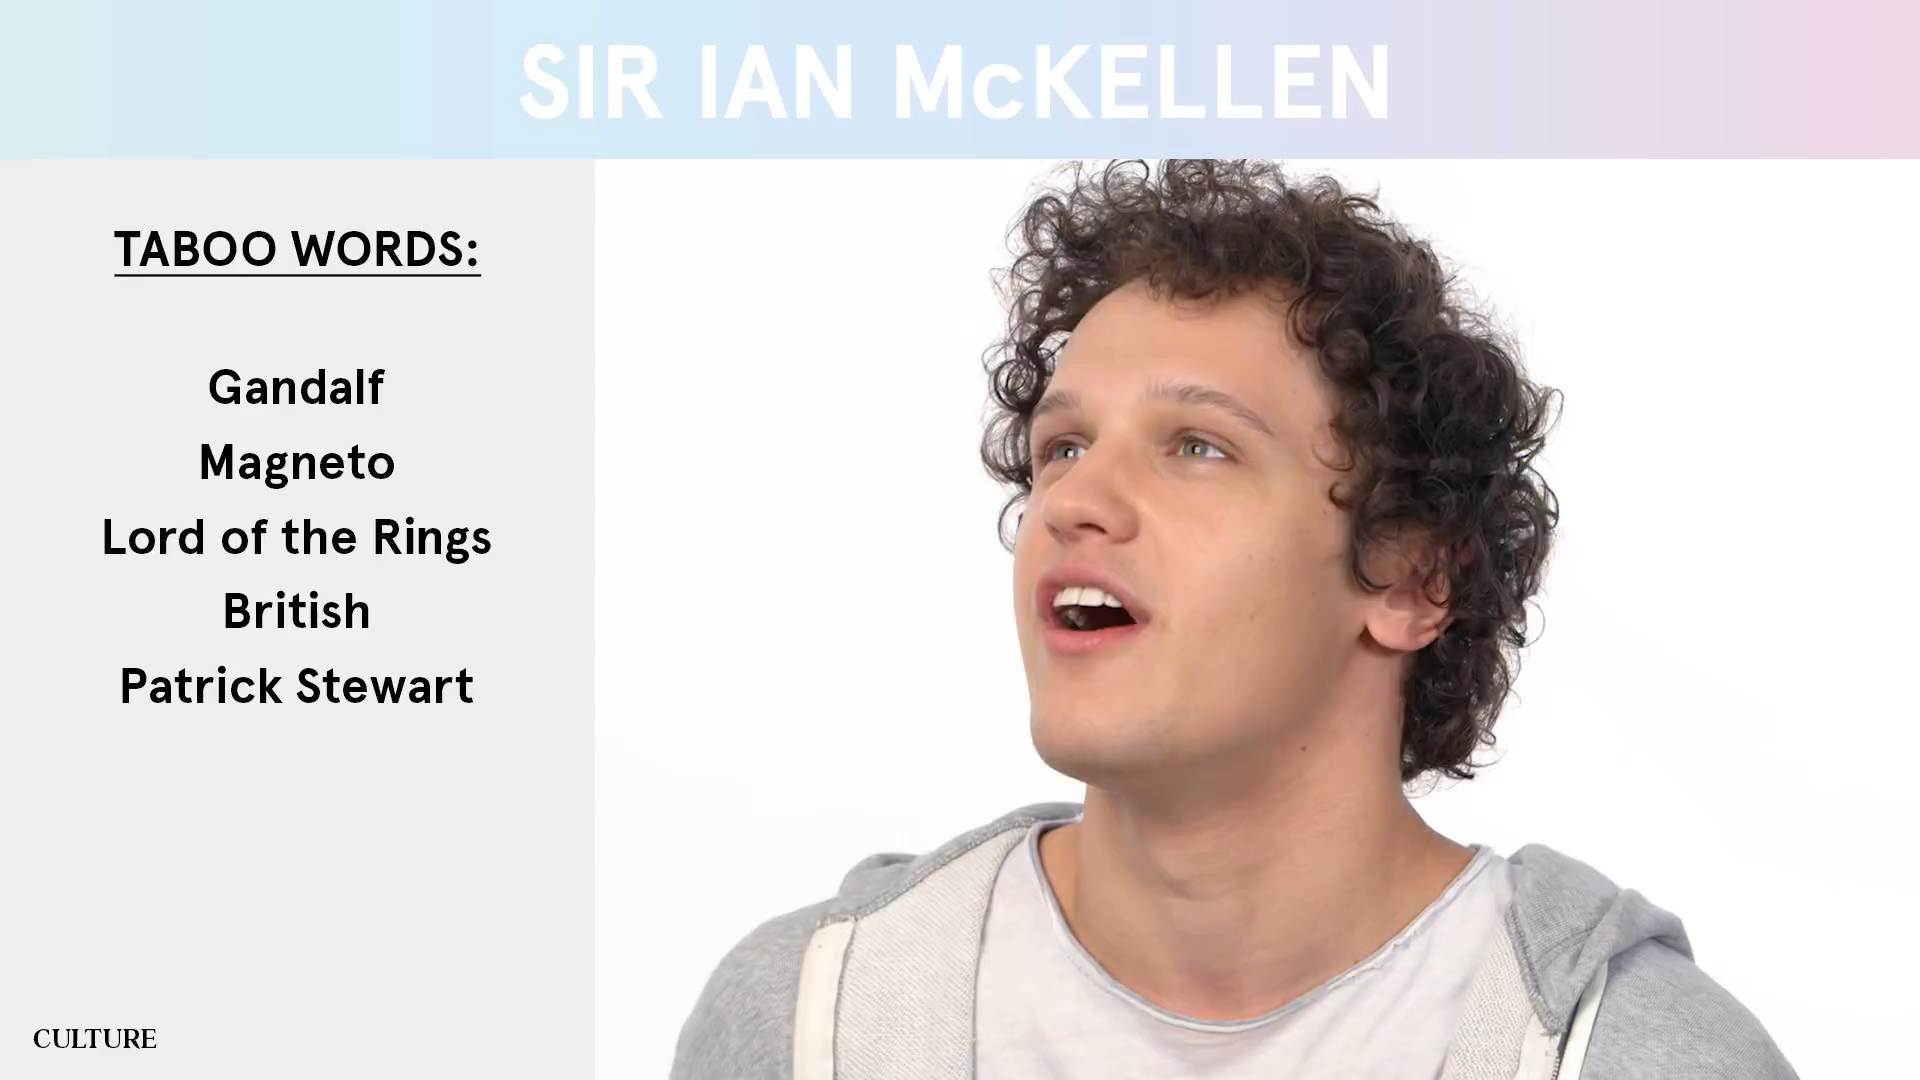 SIR IAN McKELLEN
TABOO WORDS:
Gandalf
Magneto
Lord of the Rings
British
Patrick Stewart
CULTURE